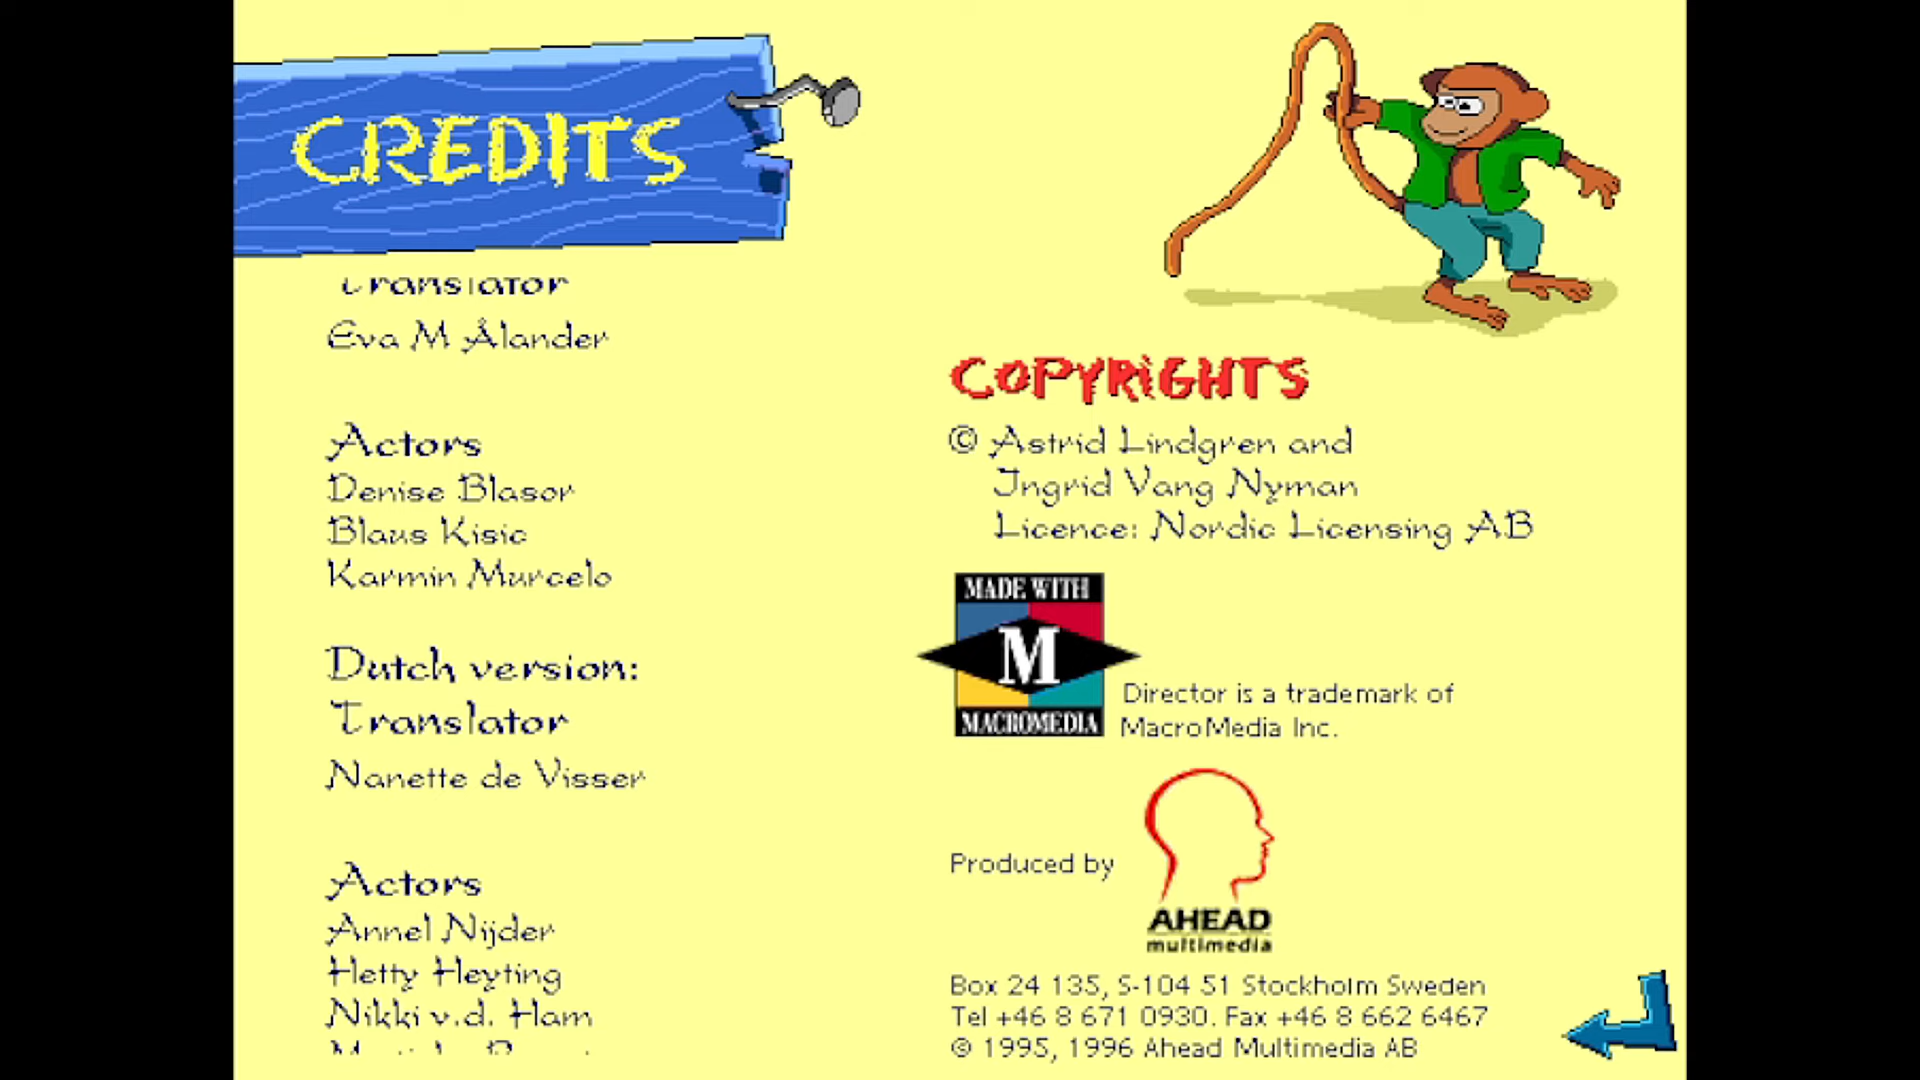 CREDITS
Translator
Eva M Ålander
Actors
Denise Blasor
Blaus Kisic
Karmin Murcelo
Dutch version:
Translator
Nanette de Visser
Actors
Annel Nijder
Hetty Heyting
Nikki v.d. Ham
COPYRIGHTS
© Astrid Lindgren and
Ingrid Vang Nyman
Licence: Nordic Licensing AB
MADE WITH
M
MACROMEDIA
Director is a trademark of
MacroMedia Inc.
Produced by
AHEAD
multimedia
Box 24 135, S-104 51 Stockholm Sweden
Tel +46 8 671 0930. Fax +46 8 662 6467
© 1995, 1996 Ahead Multimedia AB